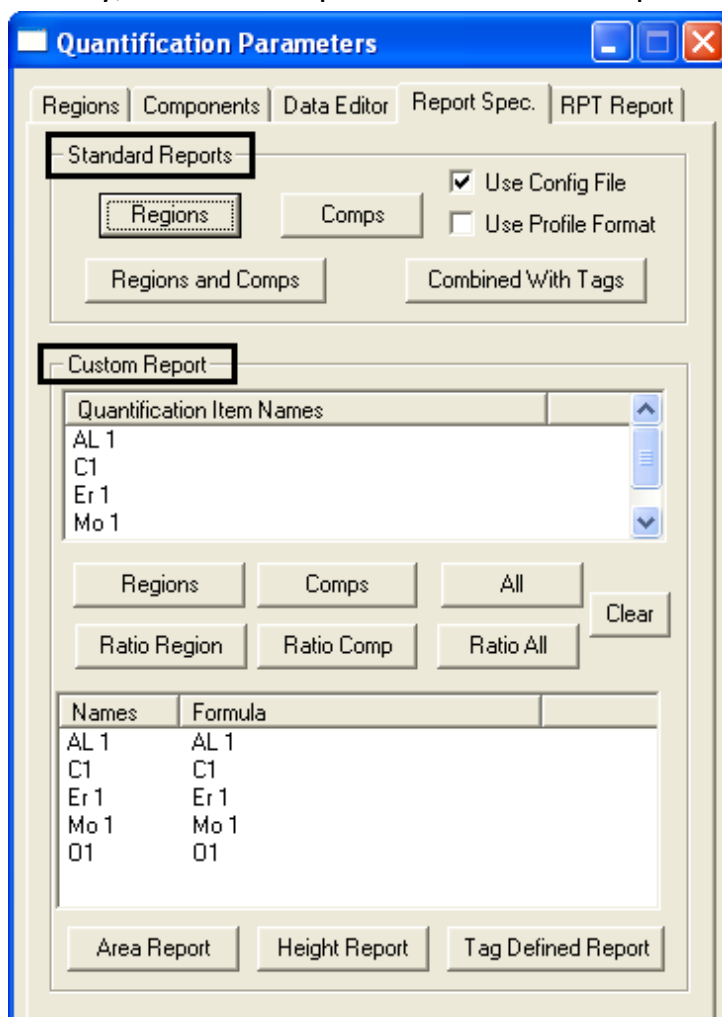 Quantification Parameters
Regions Components Data Editor Report Spec. RPT Report
Standard Reports
Regions Comps Use Config File
Use Profile Format
Regions and Comps Combined With Tags
Custom Report
Quantification Item Names
AL 1
C1
Er 1
Mo 1
Regions Comps All Clear
Ratio Region Ratio Comp Ratio All
Names Formula
AL 1 AL 1
C1 C1
Er 1 Er 1
Mo 1 Mo 1
O1 O1
Area Report Height Report Tag Defined Report